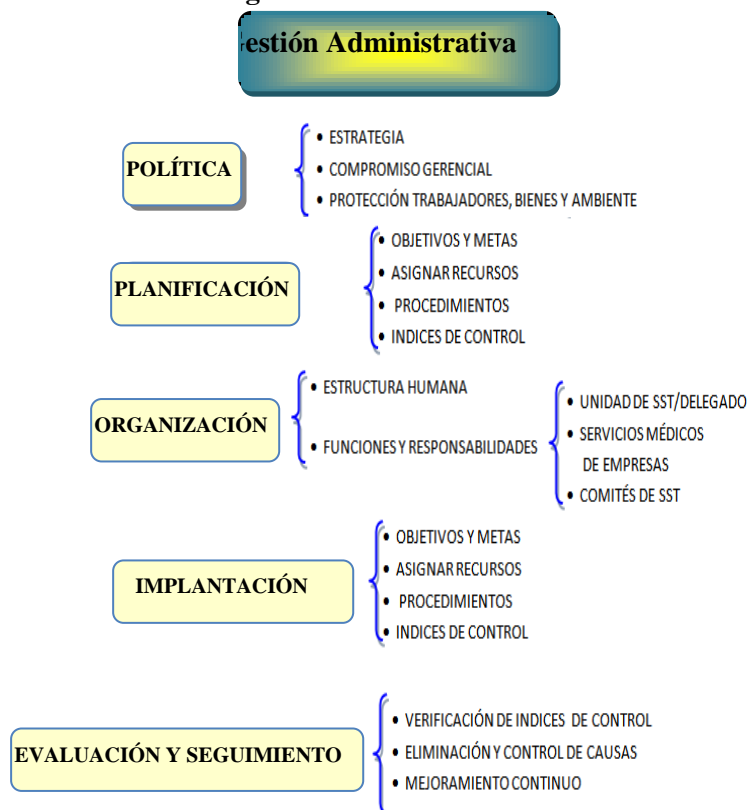 estión Administrativa
POLÍTICA
• ESTRATEGIA
• COMPROMISO GERENCIAL
• PROTECCIÓN TRABAJADORES, BIENES Y AMBIENTE
PLANIFICACIÓN
• OBJETIVOS Y METAS
• ASIGNAR RECURSOS
• PROCEDIMIENTOS
• INDICES DE CONTROL
ORGANIZACIÓN
• ESTRUCTURA HUMANA
• FUNCIONES Y RESPONSABILIDADES
• UNIDAD DE SST/DELEGADO
• SERVICIOS MÉDICOS
DE EMPRESAS
• COMITÉS DE SST
IMPLANTACIÓN
• OBJETIVOS Y METAS
• ASIGNAR RECURSOS
• PROCEDIMIENTOS
• INDICES DE CONTROL
EVALUACIÓN Y SEGUIMIENTO
• VERIFICACIÓN DE INDICES DE CONTROL
• ELIMINACIÓN Y CONTROL DE CAUSAS
• MEJORAMIENTO CONTINUO